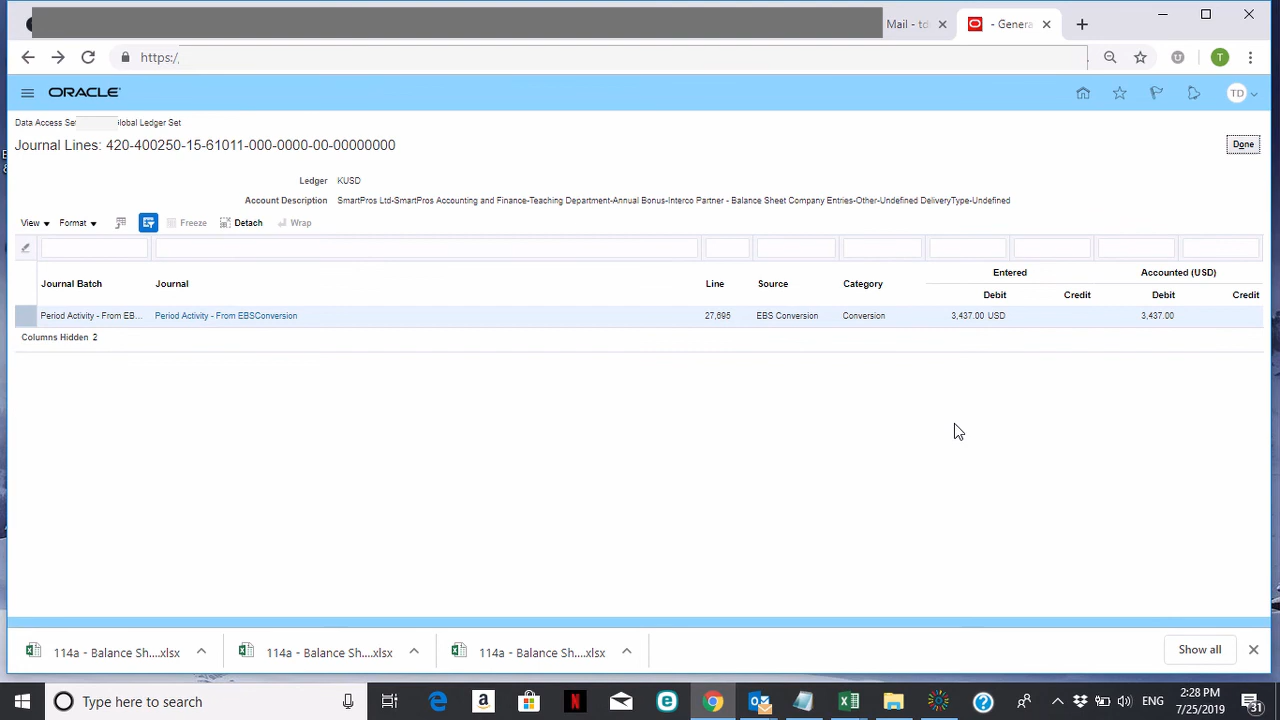 Mail - td
- Genera
https:/
ORACLE
TD
Data Access Se
lobal Ledger Set
Journal Lines: 420-400250-15-61011-000-0000-00-00000000
Done
Ledger KUSD
Account Description SmartPros Ltd-SmartPros Accounting and Finance-Teaching Department-Annual Bonus-Interco Partner - Balance Sheet Company Entries-Other-Undefined DeliveryType-Undefined
View Format Freeze Detach Wrap
Entered Accounted (USD)
Journal Batch Journal Line Source Category
Debit Credit Debit Credit
Period Activity - From EB... Period Activity - From EBSConversion 27,695 EBS Conversion Conversion 3,437.00 USD 3,437.00
Columns Hidden 2
114a - Balance Sh....xlsx 114a - Balance Sh....xlsx 114a - Balance Sh....xlsx Show all
Type here to search
ENG
2:28 PM
7/25/2019
31